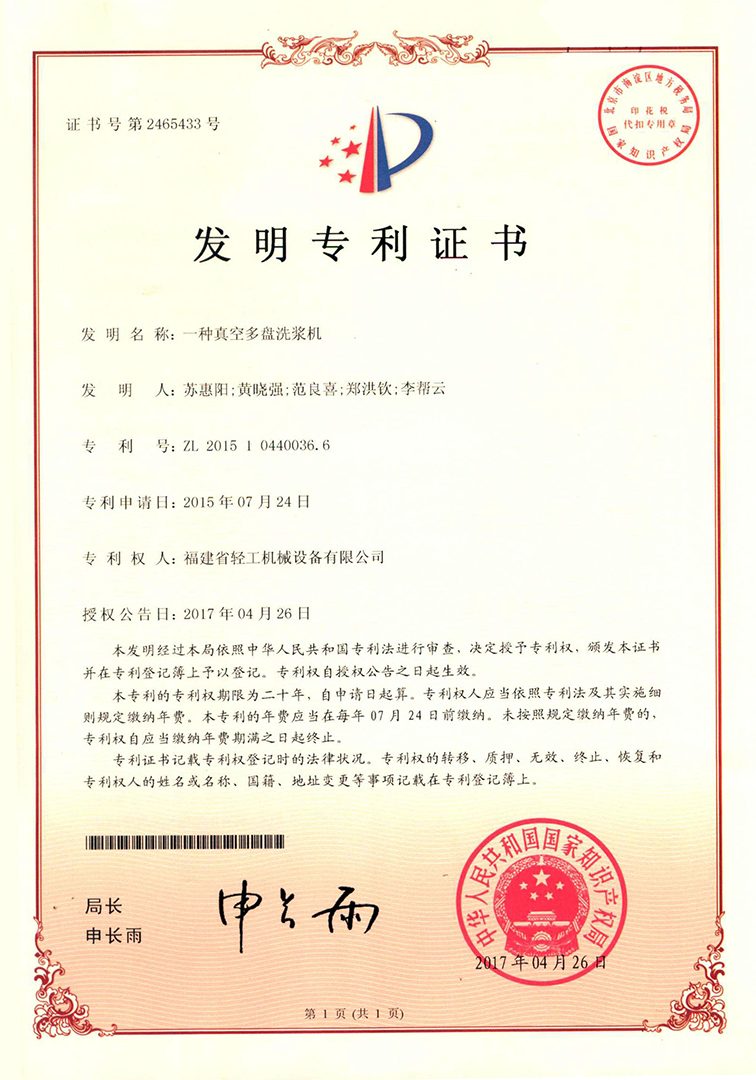 证书号第2465433号
北京市海淀区地方税务局
印花税
代扣专用章
国家知识产权局
发明专利证书
发明名称：一种真空多盘洗浆机
发明人：苏惠阳;黄晓强;范良喜;郑洪钦;李帮云
专利号：ZL 2015 1 0440036.6
专利申请日：2015年07月24日
专利权人：福建省轻工机械设备有限公司
授权公告日：2017年04月26日
本发明经过本局依照中华人民共和国专利法进行审查，决定授予专利权，颁发本证书
并在专利登记簿上予以登记。专利权自授权公告之日起生效。
本专利的专利权期限为二十年，自申请日起算。专利权人应当依照专利法及其实施细
则规定缴纳年费。本专利的年费应当在每年07月24日前缴纳。未按照规定缴纳年费的，
专利权自应当缴纳年费期满之日起终止。
专利证书记载专利权登记时的法律状况。专利权的转移、质押、无效、终止、恢复和
专利权人的姓名或名称、国籍、地址变更等事项记载在专利登记簿上。
局长
申长雨
申长雨
中华人民共和国国家知识产权局
2017年04月26日
第1页(共1页)